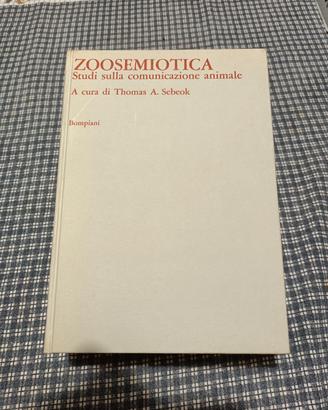 ZOOSEMIOTICA
Studi sulla comunicazione animale
A cura di Thomas A. Sebeok
Bompiani